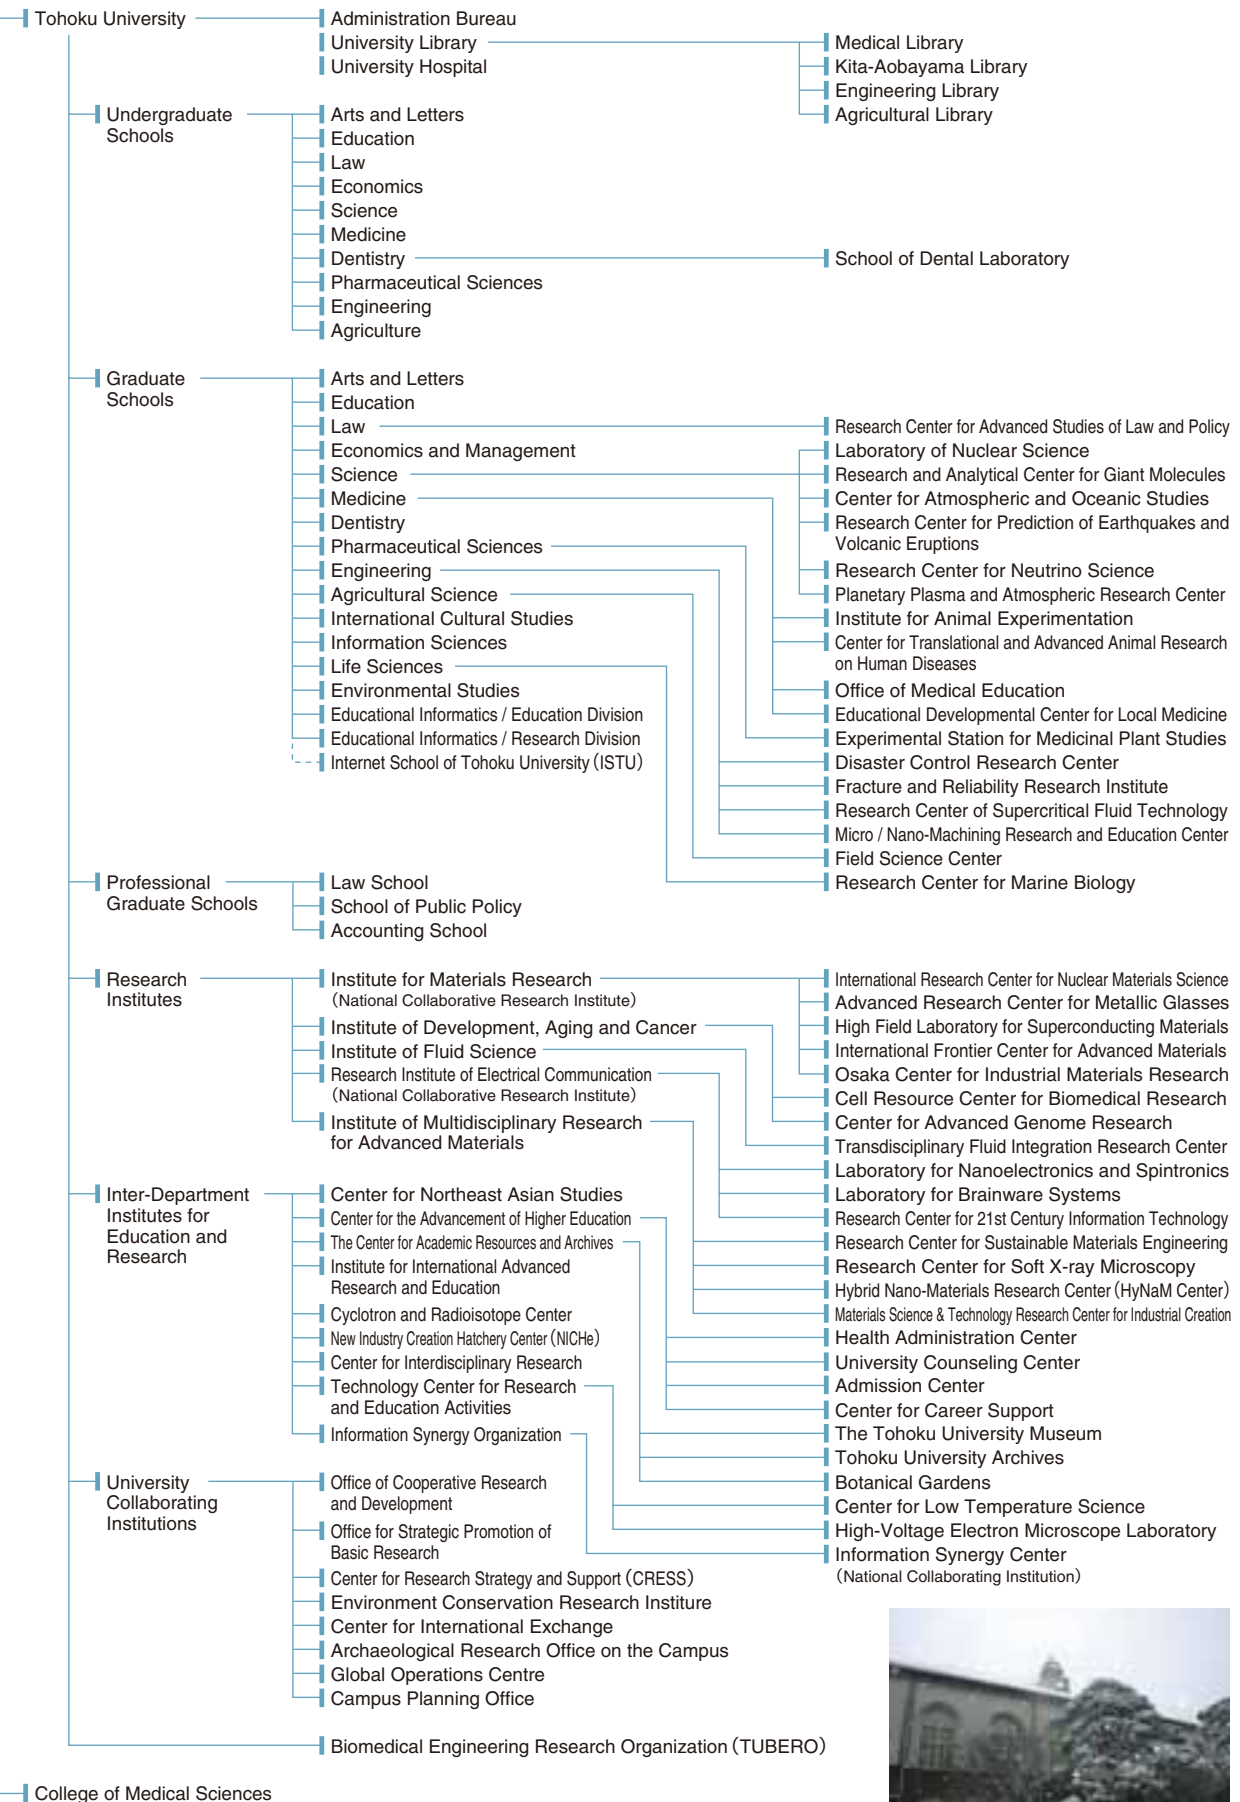 Tohoku University
Administration Bureau
University Library
University Hospital
Medical Library
Kita-Aobayama Library
Engineering Library
Agricultural Library
Undergraduate
Schools
Arts and Letters
Education
Law
Economics
Science
Medicine
Dentistry
Pharmaceutical Sciences
Engineering
Agriculture
School of Dental Laboratory
Graduate
Schools
Arts and Letters
Education
Law
Economics and Management
Science
Medicine
Dentistry
Pharmaceutical Sciences
Engineering
Agricultural Science
International Cultural Studies
Information Sciences
Life Sciences
Environmental Studies
Educational Informatics / Education Division
Educational Informatics / Research Division
Internet School of Tohoku University (ISTU)
Research Center for Advanced Studies of Law and Policy
Laboratory of Nuclear Science
Research and Analytical Center for Giant Molecules
Center for Atmospheric and Oceanic Studies
Research Center for Prediction of Earthquakes and
Volcanic Eruptions
Research Center for Neutrino Science
Planetary Plasma and Atmospheric Research Center
Institute for Animal Experimentation
Center for Translational and Advanced Animal Research
on Human Diseases
Office of Medical Education
Educational Developmental Center for Local Medicine
Experimental Station for Medicinal Plant Studies
Disaster Control Research Center
Fracture and Reliability Research Institute
Research Center of Supercritical Fluid Technology
Micro / Nano-Machining Research and Education Center
Field Science Center
Research Center for Marine Biology
Professional
Graduate Schools
Law School
School of Public Policy
Accounting School
Research
Institutes
Institute for Materials Research
(National Collaborative Research Institute)
Institute of Development, Aging and Cancer
Institute of Fluid Science
Research Institute of Electrical Communication
(National Collaborative Research Institute)
Institute of Multidisciplinary Research
for Advanced Materials
International Research Center for Nuclear Materials Science
Advanced Research Center for Metallic Glasses
High Field Laboratory for Superconducting Materials
International Frontier Center for Advanced Materials
Osaka Center for Industrial Materials Research
Cell Resource Center for Biomedical Research
Center for Advanced Genome Research
Transdisciplinary Fluid Integration Research Center
Laboratory for Nanoelectronics and Spintronics
Laboratory for Brainware Systems
Research Center for 21st Century Information Technology
Research Center for Sustainable Materials Engineering
Research Center for Soft X-ray Microscopy
Hybrid Nano-Materials Research Center (HyNaM Center)
Materials Science & Technology Research Center for Industrial Creation
Inter-Department
Institutes for
Education and
Research
Center for Northeast Asian Studies
Center for the Advancement of Higher Education
The Center for Academic Resources and Archives
Institute for International Advanced
Research and Education
Cyclotron and Radioisotope Center
New Industry Creation Hatchery Center (NICHe)
Center for Interdisciplinary Research
Technology Center for Research
and Education Activities
Information Synergy Organization
Health Administration Center
University Counseling Center
Admission Center
Center for Career Support
The Tohoku University Museum
Tohoku University Archives
Botanical Gardens
Center for Low Temperature Science
High-Voltage Electron Microscope Laboratory
Information Synergy Center
(National Collaborating Institution)
University
Collaborating
Institutions
Office of Cooperative Research
and Development
Office for Strategic Promotion of
Basic Research
Center for Research Strategy and Support (CRESS)
Environment Conservation Research Institure
Center for International Exchange
Archaeological Research Office on the Campus
Global Operations Centre
Campus Planning Office
Biomedical Engineering Research Organization (TUBERO)
College of Medical Sciences